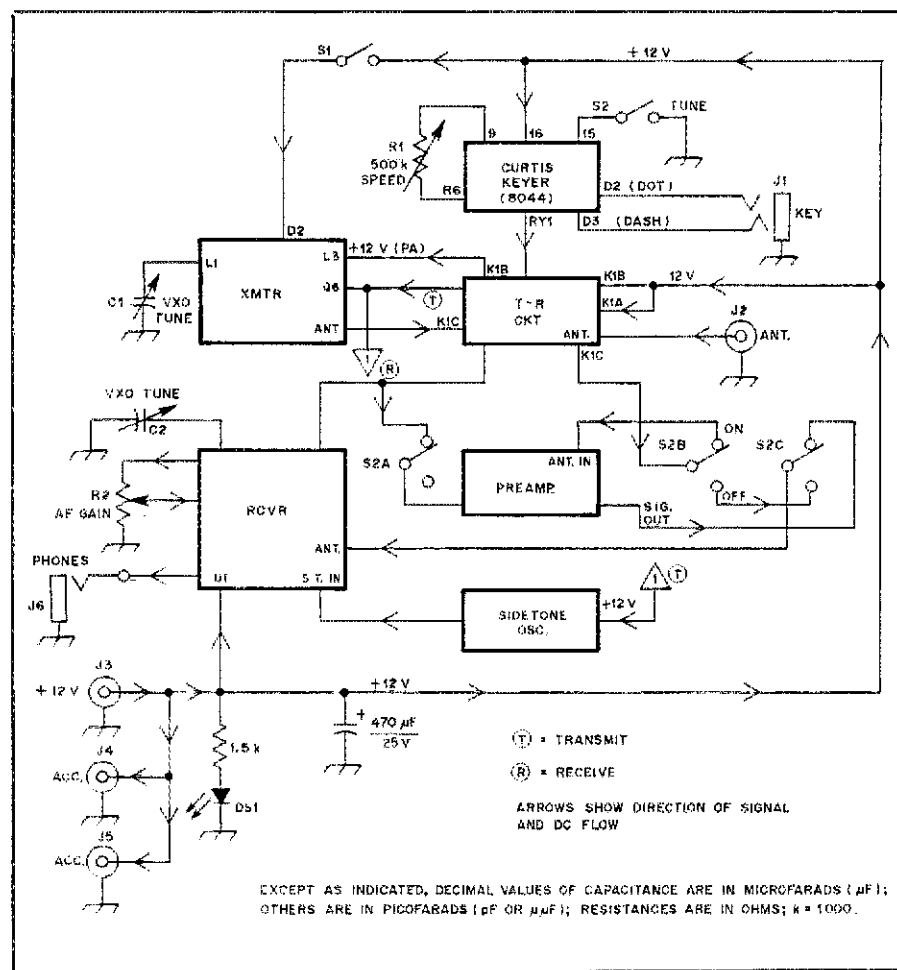 S1
+12 V
S2
TUNE
9
16
15
R1
500 k
SPEED
R6
CURTIS
KEYER
(8044)
D2 (DOT)
D3 (DASH)
J1
KEY
RY1
D2
+12 V (PA)
L1
L3
K1B
K1B
12 V
C1
VXO
TUNE
XMTR
Q6
T
T-R
CKT
K1A
J2
ANT
K1C
ANT.
ANT.
1
R
K1C
VXO TUNE
C2
S2A
ANT. IN
ON
S2B
S2C
PREAMP.
R2
AF GAIN
RCVR
SIG.
OUT
OFF
ANT.
PHONES
U1
S.T. IN
1
T
J6
SIDETONE
OSC.
+12V
J3
+12 V
+12 V
J4
ACC.
1.5 k
+
470 µF
25 V
T = TRANSMIT
R = RECEIVE
DS1
J5
ACC.
ARROWS SHOW DIRECTION OF SIGNAL
AND DC FLOW
EXCEPT AS INDICATED, DECIMAL VALUES OF CAPACITANCE ARE IN MICROFARADS (µF);
OTHERS ARE IN PICOFARADS (pF OR µµF); RESISTANCES ARE IN OHMS; k = 1000.